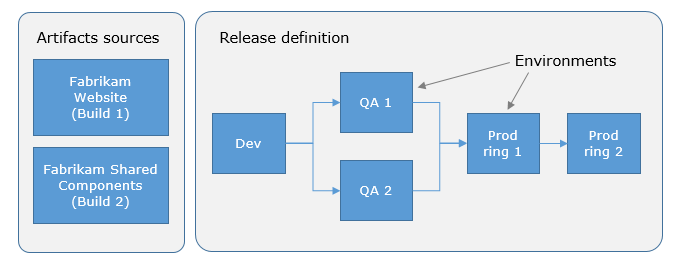 Artifacts sources
Fabrikam
Website
(Build 1)
Fabrikam Shared
Components
(Build 2)
Release definition
Environments
Dev
QA 1
QA 2
Prod
ring 1
Prod
ring 2